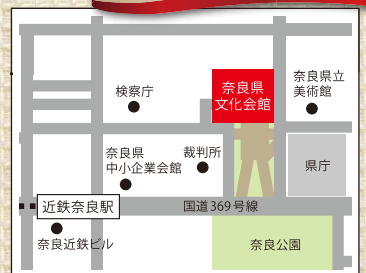 検察庁
奈良県
文化会館
奈良県立
美術館
奈良県
中小企業会館
裁判所
県庁
近鉄奈良駅
国道369号線
奈良近鉄ビル
奈良公園